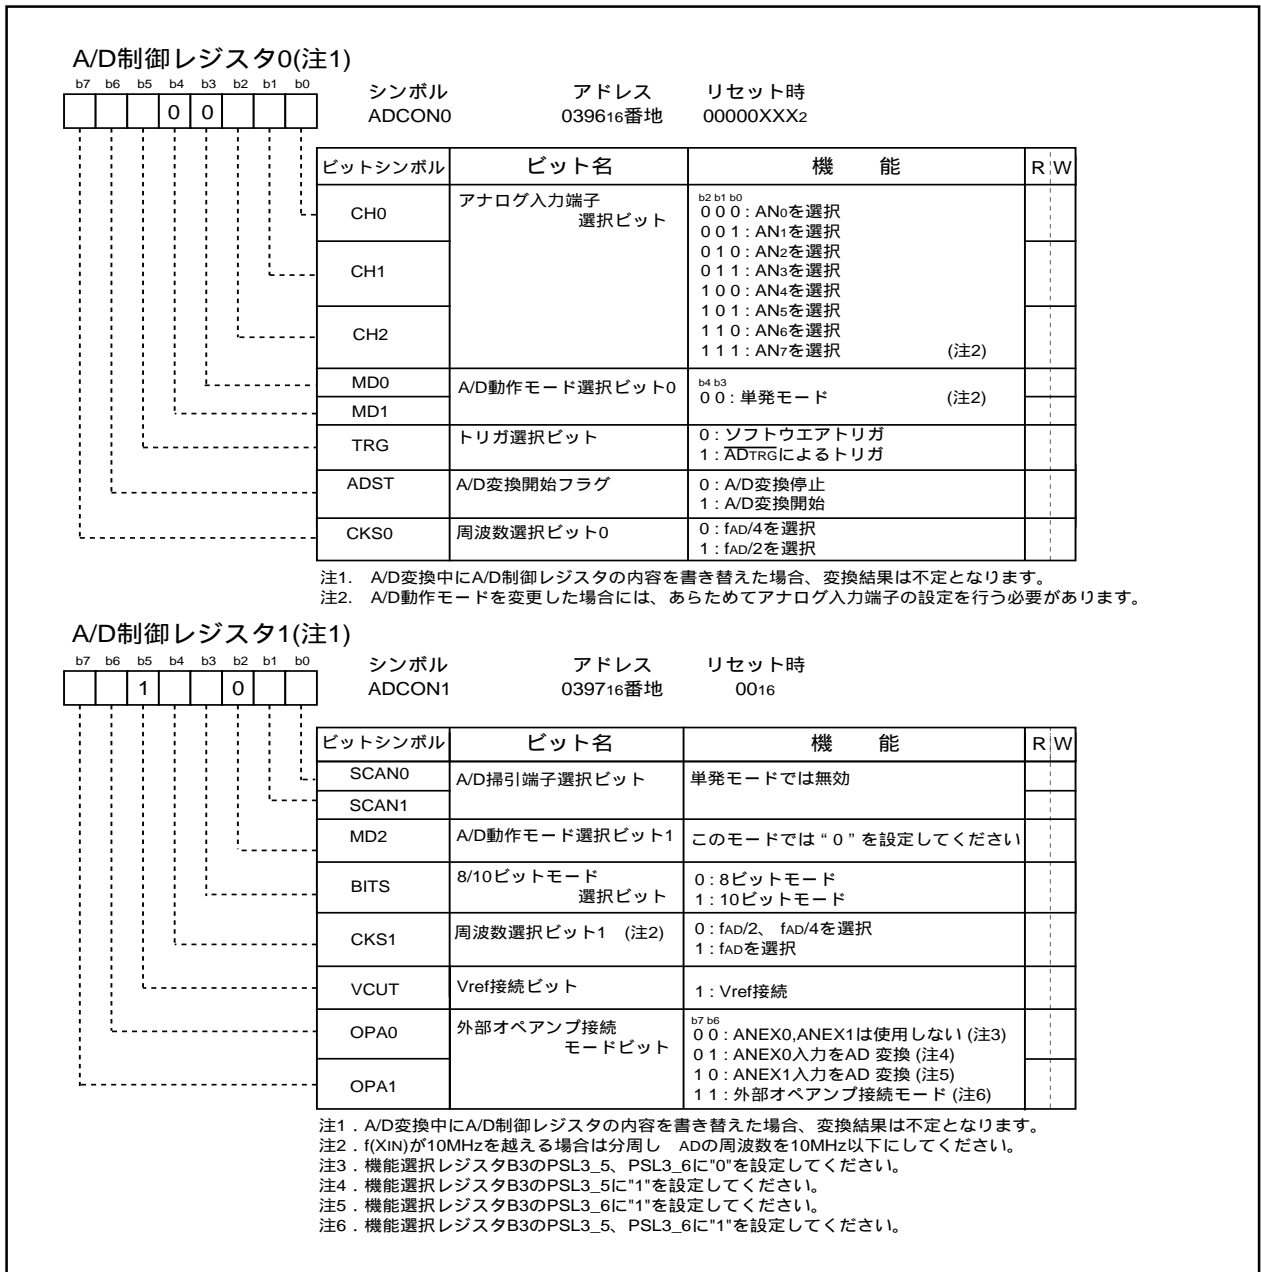 A/D制御レジスタ0(注1)
b7 b6 b5 b4 b3 b2 b1 b0
シンボル アドレス リセット時
0 0
ADCON0 039616番地 00000XXX2
ビットシンボル ビット名 機 能 R W
CH0 アナログ入力端子 選択ビット
b2 b1 b0
0 0 0 : AN0を選択
0 0 1 : AN1を選択
0 1 0 : AN2を選択
CH1
0 1 1 : AN3を選択
1 0 0 : AN4を選択
1 0 1 : AN5を選択
CH2
1 1 0 : AN6を選択
1 1 1 : AN7を選択 (注2)
MD0 A/D動作モード選択ビット0
b4 b3
0 0 : 単発モード (注2)
MD1
TRG トリガ選択ビット
0 : ソフトウエアトリガ
1 : ADTRGによるトリガ
ADST A/D変換開始フラグ
0 : A/D変換停止
1 : A/D変換開始
CKS0 周波数選択ビット0
0 : fAD/4を選択
1 : fAD/2を選択
注1. A/D変換中にA/D制御レジスタの内容を書き替えた場合、変換結果は不定となります。
注2. A/D動作モードを変更した場合には、あらためてアナログ入力端子の設定を行う必要があります。
A/D制御レジスタ1(注1)
b7 b6 b5 b4 b3 b2 b1 b0
シンボル アドレス リセット時
1 0
ADCON1 039716番地 0016
ビットシンボル ビット名 機 能 R W
SCAN0 A/D掃引端子選択ビット 単発モードでは無効
SCAN1
MD2 A/D動作モード選択ビット1 このモードでは“0”を設定してください
BITS 8/10ビットモード 選択ビット
0 : 8ビットモード
1 : 10ビットモード
CKS1 周波数選択ビット1 (注2)
0 : fAD/2、 fAD/4を選択
1 : fADを選択
VCUT Vref接続ビット 1 : Vref接続
OPA0 外部オペアンプ接続 モードビット
b7 b6
0 0 : ANEX0,ANEX1は使用しない (注3)
0 1 : ANEX0入力をAD 変換 (注4)
1 0 : ANEX1入力をAD 変換 (注5)
OPA1
1 1 : 外部オペアンプ接続モード (注6)
注1．A/D変換中にA/D制御レジスタの内容を書き替えた場合、変換結果は不定となります。
注2．f(XIN)が10MHzを越える場合は分周し ADの周波数を10MHz以下にしてください。
注3．機能選択レジスタB3のPSL3_5、PSL3_6に"0"を設定してください。
注4．機能選択レジスタB3のPSL3_5に"1"を設定してください。
注5．機能選択レジスタB3のPSL3_6に"1"を設定してください。
注6．機能選択レジスタB3のPSL3_5、PSL3_6に"1"を設定してください。